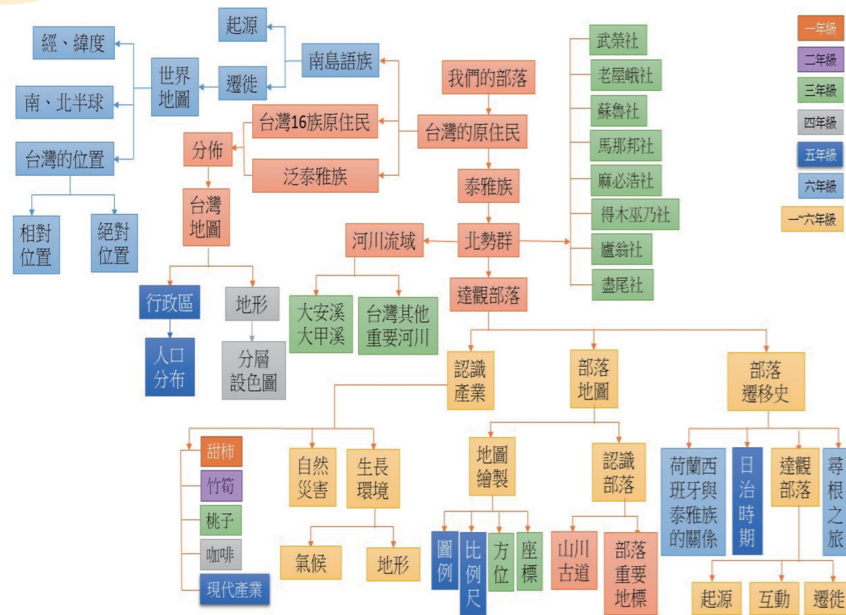 起源
經、緯度
世界
地圖
遷徙
南島語族
南、北半球
台灣的位置
相對
位置
絕對
位置
我們的部落
台灣16族原住民
台灣的原住民
分佈
泛泰雅族
泰雅族
台灣
地圖
河川流域
北勢群
達觀部落
行政區
地形
大安溪
大甲溪
台灣其他
重要河川
人口
分布
分層
設色圖
武榮社
老屋峨社
蘇魯社
馬那邦社
麻必浩社
得木巫乃社
廬翁社
盡尾社
一年級
二年級
三年級
四年級
五年級
六年級
一~六年級
認識
產業
部落
地圖
部落
遷移史
甜柿
竹筍
桃子
咖啡
現代產業
自然
災害
生長
環境
氣候
地形
地圖
繪製
認識
部落
圖例
比例尺
方位
座標
山川
古道
部落
重要
地標
荷蘭西
班牙與
泰雅族
的關係
日治時期
達觀
部落
尋根之旅
起源
互動
遷徙